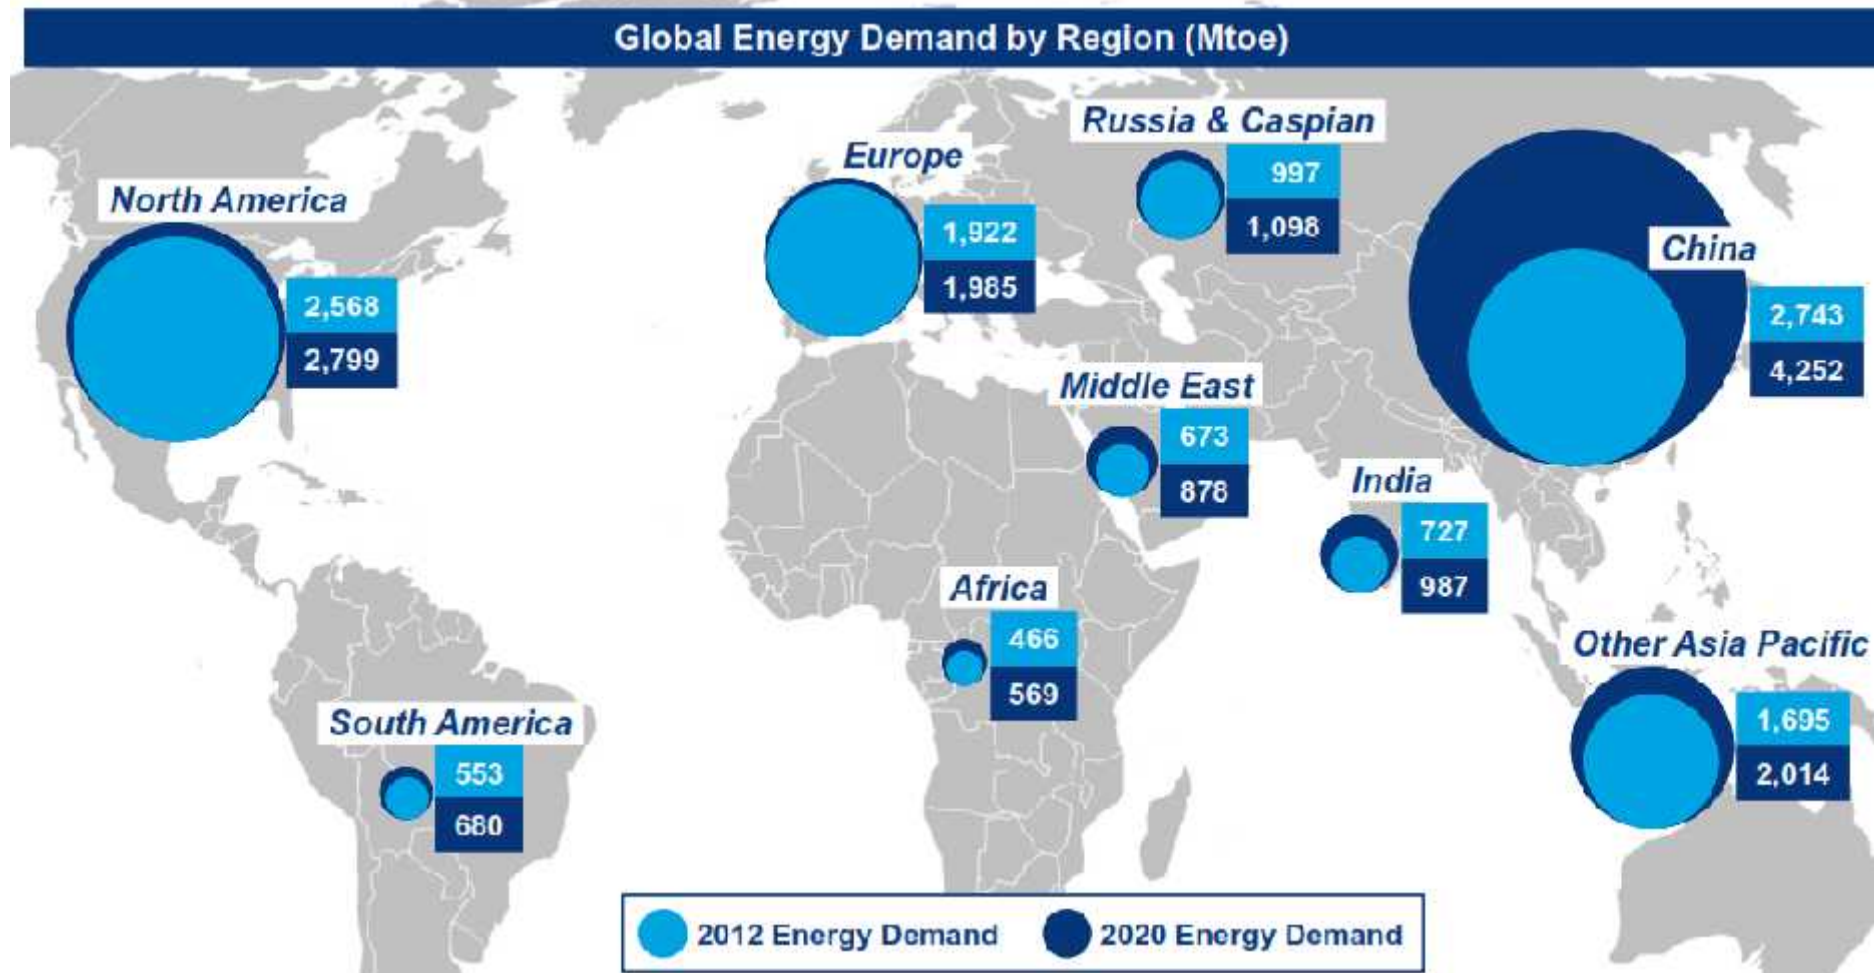 Global Energy Demand by Region (Mtoe)
North America
2,568
2,799
Europe
1,922
1,985
Russia & Caspian
997
1,098
China
2,743
4,252
Middle East
673
878
India
727
987
Africa
466
569
Other Asia Pacific
1,695
2,014
South America
553
680
2012 Energy Demand
2020 Energy Demand